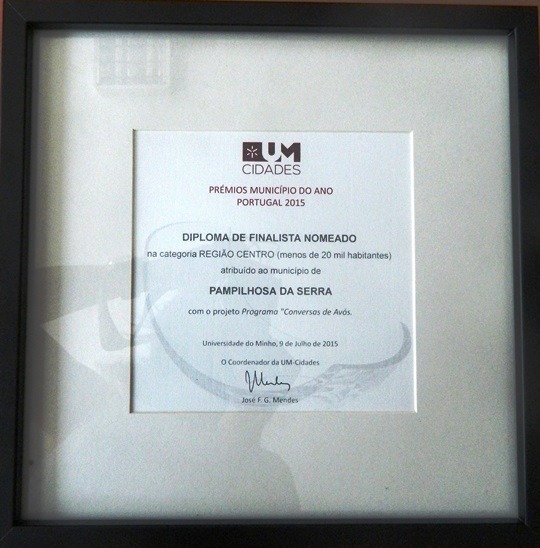 UM
CIDADES
PRÉMIOS MUNICÍPIO DO ANO
PORTUGAL 2015
DIPLOMA DE FINALISTA NOMEADO
na categoria REGIÃO CENTRO (menos de 20 mil habitantes)
atribuído ao município de
PAMPILHOSA DA SERRA
com o projeto Programa "Conversas de Avós.
Universidade do Minho, 9 de Julho de 2015
O Coordenador da UM-Cidades
José F. G. Mendes